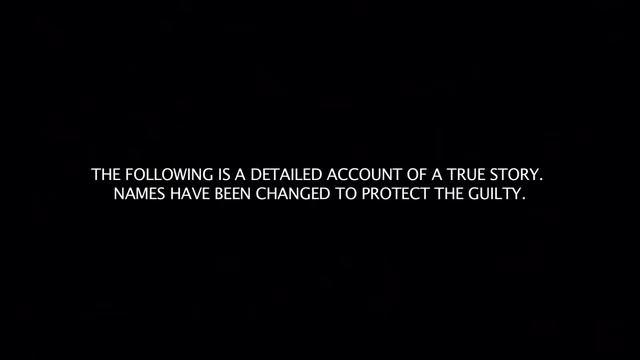 THE FOLLOWING IS A DETAILED ACCOUNT OF A TRUE STORY.
NAMES HAVE BEEN CHANGED TO PROTECT THE GUILTY.